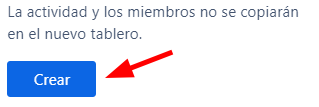 La actividad y los miembros no se copiarán
en el nuevo tablero.
Crear